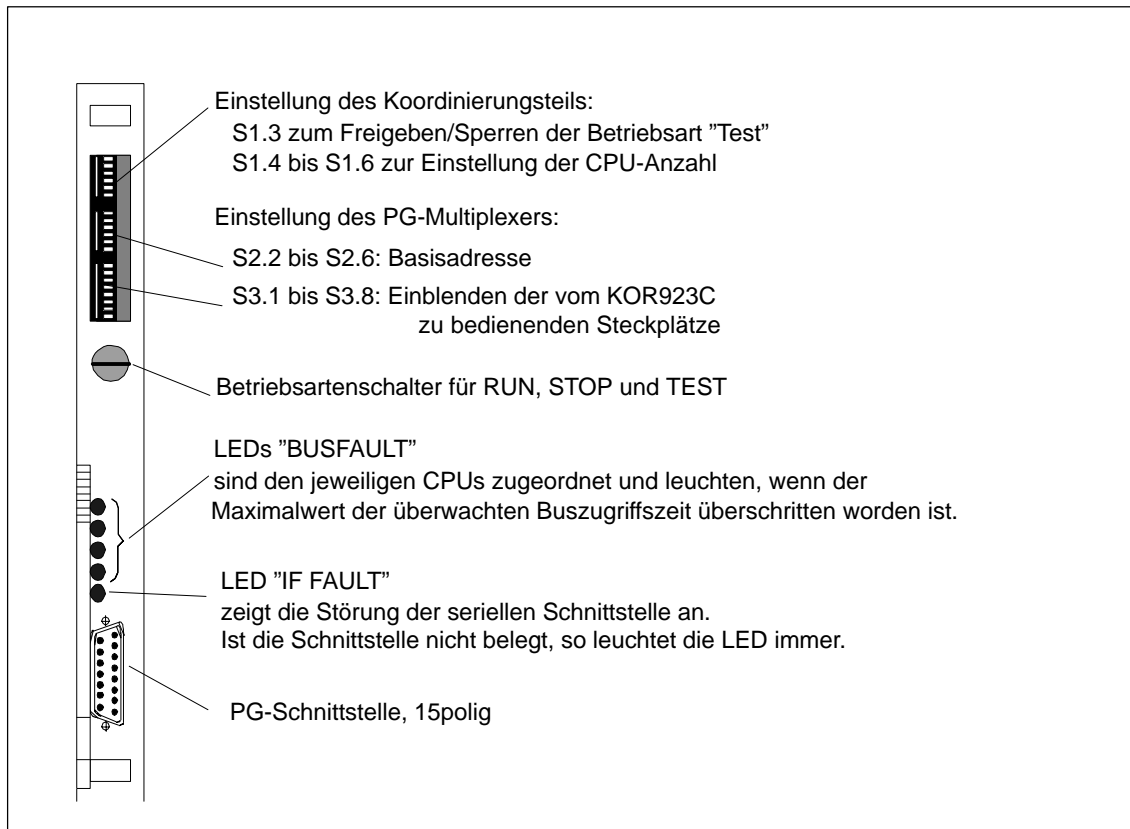 Einstellung des Koordinierungsteils:
S1.3 zum Freigeben/Sperren der Betriebsart ”Test”
S1.4 bis S1.6 zur Einstellung der CPU-Anzahl
Einstellung des PG-Multiplexers:
S2.2 bis S2.6: Basisadresse
S3.1 bis S3.8: Einblenden der vom KOR923C
zu bedienenden Steckplätze
Betriebsartenschalter für RUN, STOP und TEST
LEDs ”BUSFAULT”
sind den jeweiligen CPUs zugeordnet und leuchten, wenn der
Maximalwert der überwachten Buszugriffszeit überschritten worden ist.
LED ”IF FAULT”
zeigt die Störung der seriellen Schnittstelle an.
Ist die Schnittstelle nicht belegt, so leuchtet die LED immer.
PG-Schnittstelle, 15polig